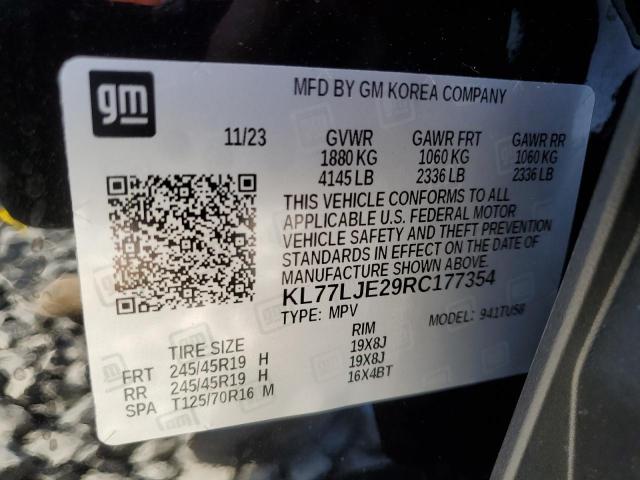 gm
MFD BY GM KOREA COMPANY
11/23 GVWR GAWR FRT GAWR RR
1880 KG 1060 KG 1060 KG
4145 LB 2336 LB 2336 LB
THIS VEHICLE CONFORMS TO ALL
APPLICABLE U.S. FEDERAL MOTOR
VEHICLE SAFETY AND THEFT PREVENTION
STANDARDS IN EFFECT ON THE DATE OF
MANUFACTURE SHOWN ABOVE.
KL77LJE29RC177354
TYPE: MPV MODEL: 941TU58
TIRE SIZE RIM
FRT 245/45R19 H 19X8J
RR 245/45R19 H 19X8J
SPA T125/70R16 M 16X4BT